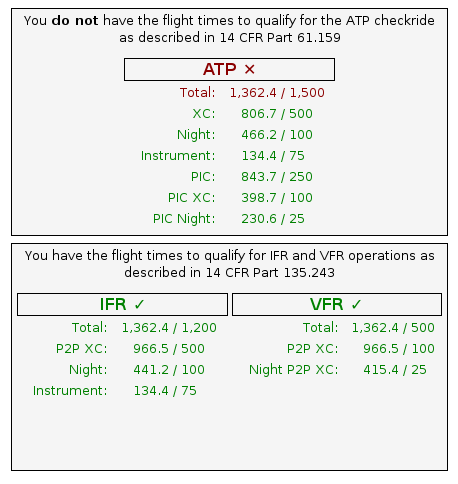 You do not have the flight times to qualify for the ATP checkride
as described in 14 CFR Part 61.159
ATP ✕
Total: 1,362.4 / 1,500
XC: 806.7 / 500
Night: 466.2 / 100
Instrument: 134.4 / 75
PIC: 843.7 / 250
PIC XC: 398.7 / 100
PIC Night: 230.6 / 25
You have the flight times to qualify for IFR and VFR operations as
described in 14 CFR Part 135.243
IFR ✓
Total: 1,362.4 / 1,200
P2P XC: 966.5 / 500
Night: 441.2 / 100
Instrument: 134.4 / 75
VFR ✓
Total: 1,362.4 / 500
P2P XC: 966.5 / 100
Night P2P XC: 415.4 / 25